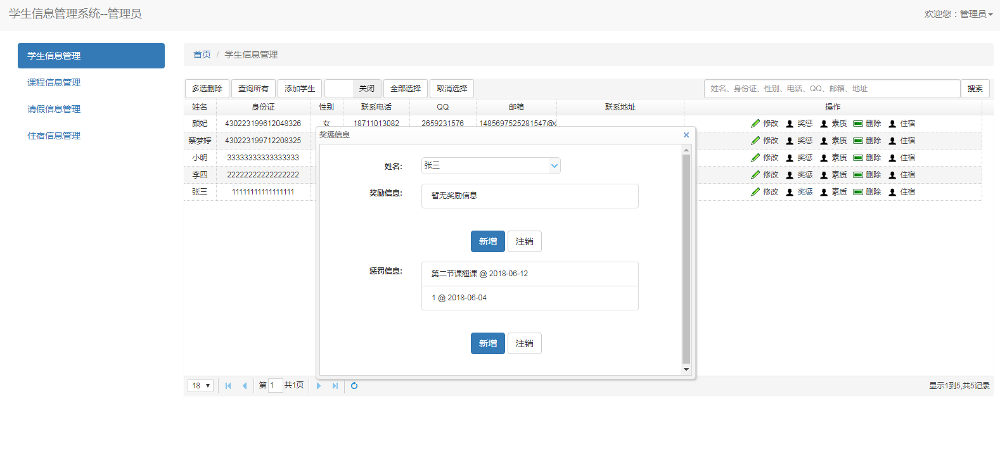 学生信息管理系统--管理员
欢迎您：管理员
学生信息管理
课程信息管理
请假信息管理
住宿信息管理
首页 / 学生信息管理
多选删除 查询所有 添加学生 关闭 全部选择 取消选择
姓名、身份证、性别、电话、QQ、邮箱、地址 搜索
姓名 身份证 性别 联系电话 QQ 邮箱 联系地址 操作
颜妃 430223199612048326 女 18711013082 2659231576 1485697525281547@q 修改 奖惩 素质 删除 住宿
蔡梦婷 430223199712208325 修改 奖惩 素质 删除 住宿
小明 33333333333333333 修改 奖惩 素质 删除 住宿
李四 22222222222222222 修改 奖惩 素质 删除 住宿
张三 11111111111111111 修改 奖惩 素质 删除 住宿
奖惩信息
姓名: 张三
奖励信息: 暂无奖励信息
新增 注销
惩罚信息: 第二节课翘课 @ 2018-06-12
1 @ 2018-06-04
新增 注销
18 第 1 共1页
显示1到5,共5记录